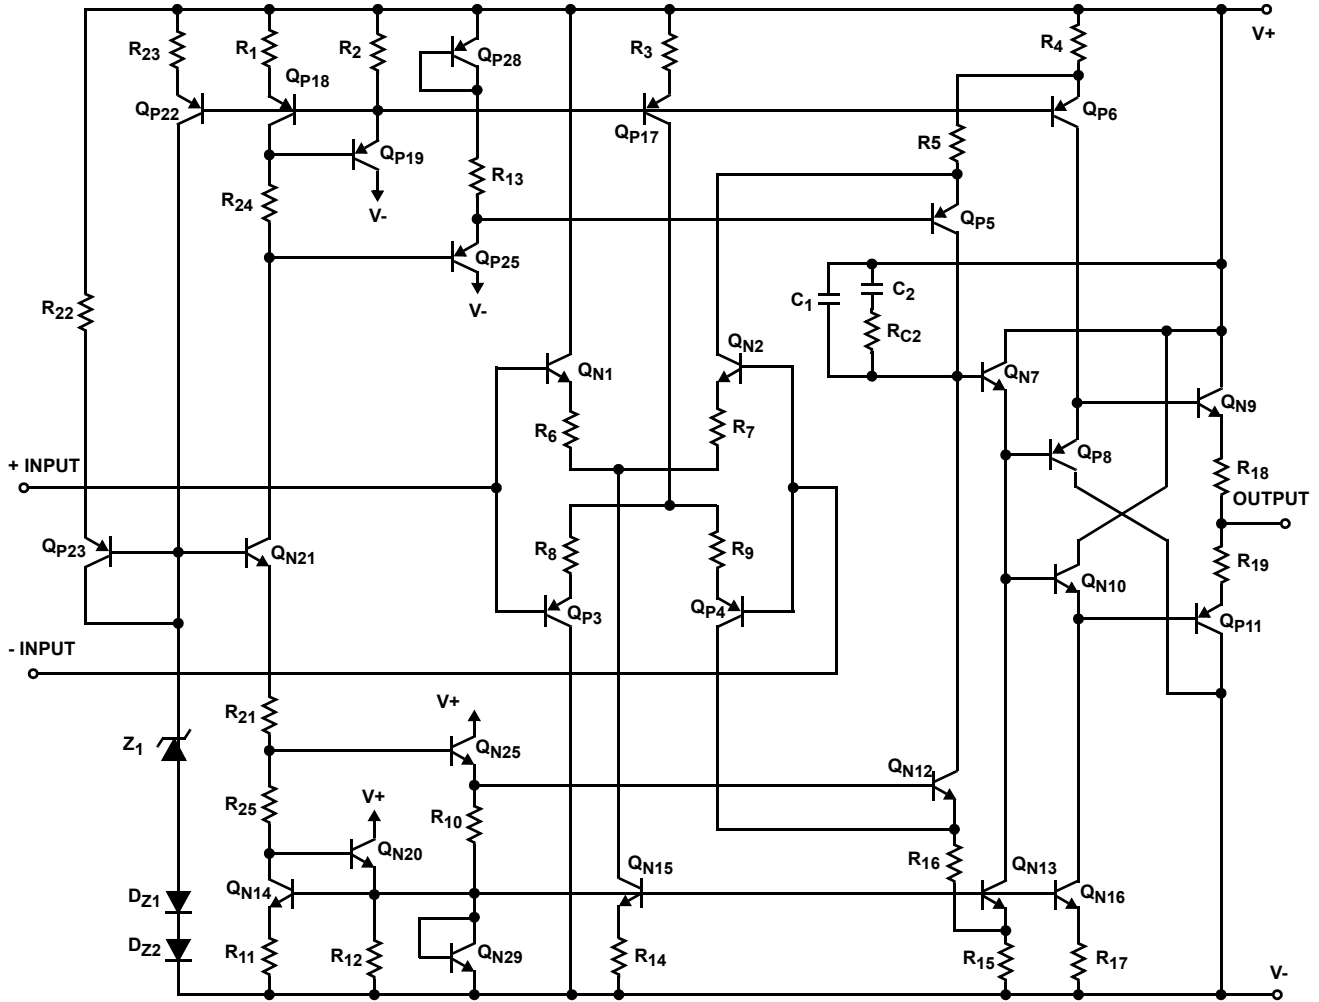 V+
R23
R1
R2
R3
R4
QP28
QP18
QP22
QP17
QP6
QP19
R5
R13
R24
V-
QP5
QP25
V-
R22
C1
C2
RC2
QN2
QN1
QN7
QN9
R6
R7
QP8
+ INPUT
R18
OUTPUT
QP23
QN21
R8
R9
R19
QN10
QP3
QP4
QP11
- INPUT
V+
R21
Z1
QN25
QN12
V+
R25
R10
QN20
R16
QN15
QN13
DZ1
QN14
QN16
DZ2
R11
R12
QN29
R14
R15
R17
V-